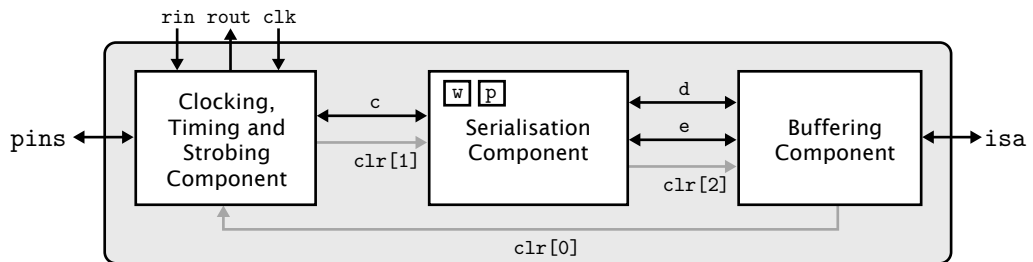 rin rout clk
pins
Clocking,
Timing and
Strobing
Component
c
clr[1]
w p
Serialisation
Component
d
e
clr[2]
Buffering
Component
isa
clr[0]